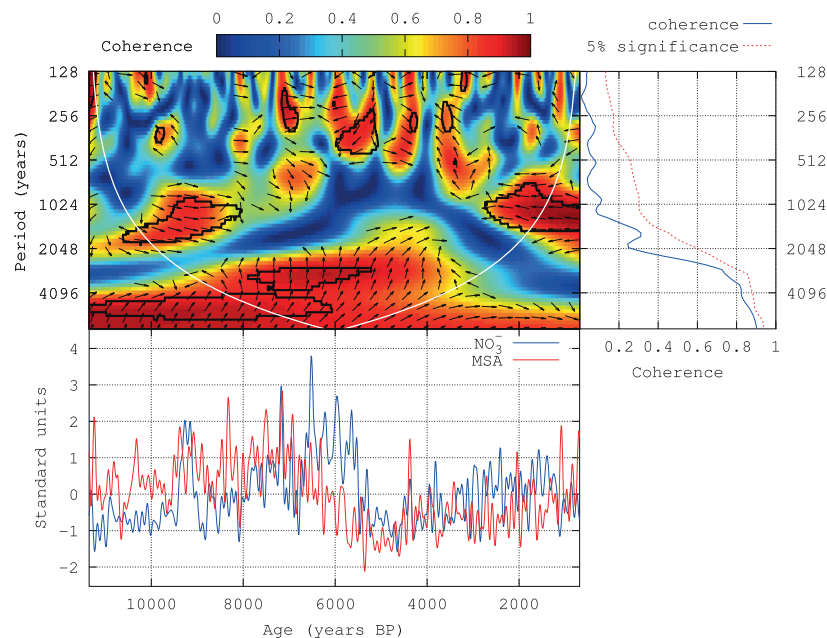 0 0.2 0.4 0.6 0.8 1
Coherence
coherence
5% significance
128 128
256 256
512 512
1024 1024
2048 2048
4096 4096
Period (years)
0.2 0.4 0.6 0.8 1
Coherence
NO₃⁻
MSA
4
3
2
1
0
-1
-2
Standard units
10000 8000 6000 4000 2000
Age (years BP)